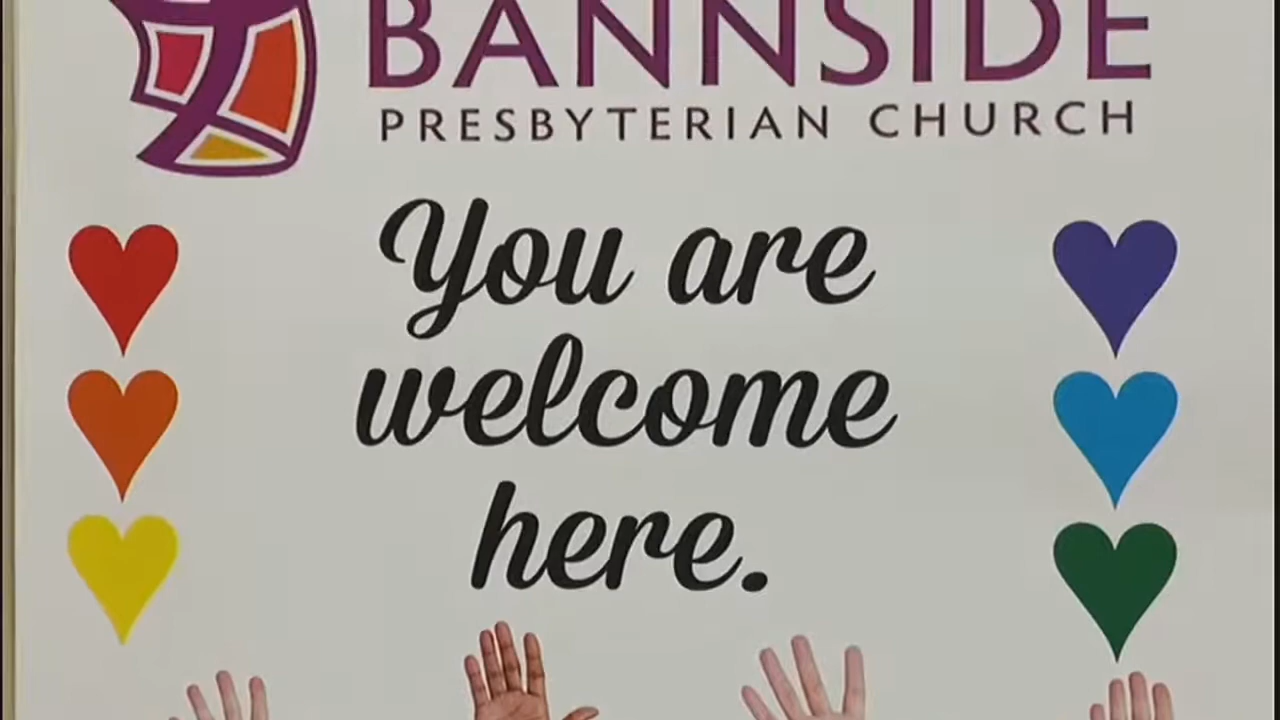 BANNSIDE
PRESBYTERIAN CHURCH
You are
welcome
here.